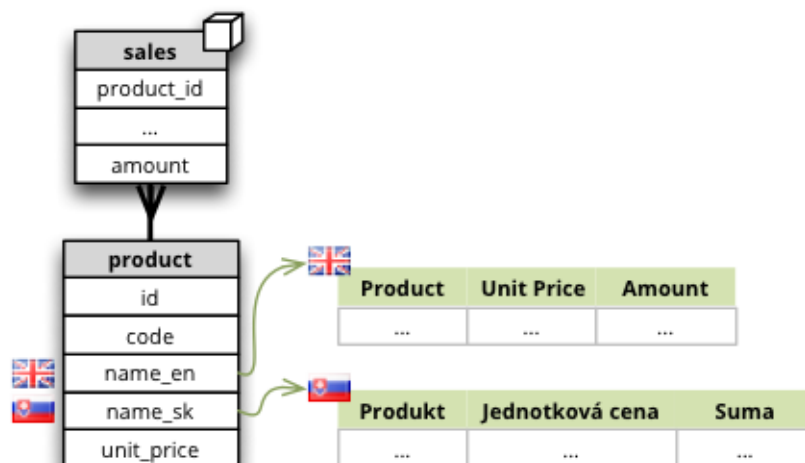 sales
product_id
...
amount
product
id
code
name_en
name_sk
unit_price
Product Unit Price Amount
... ... ...
Produkt Jednotková cena Suma
... ... ...